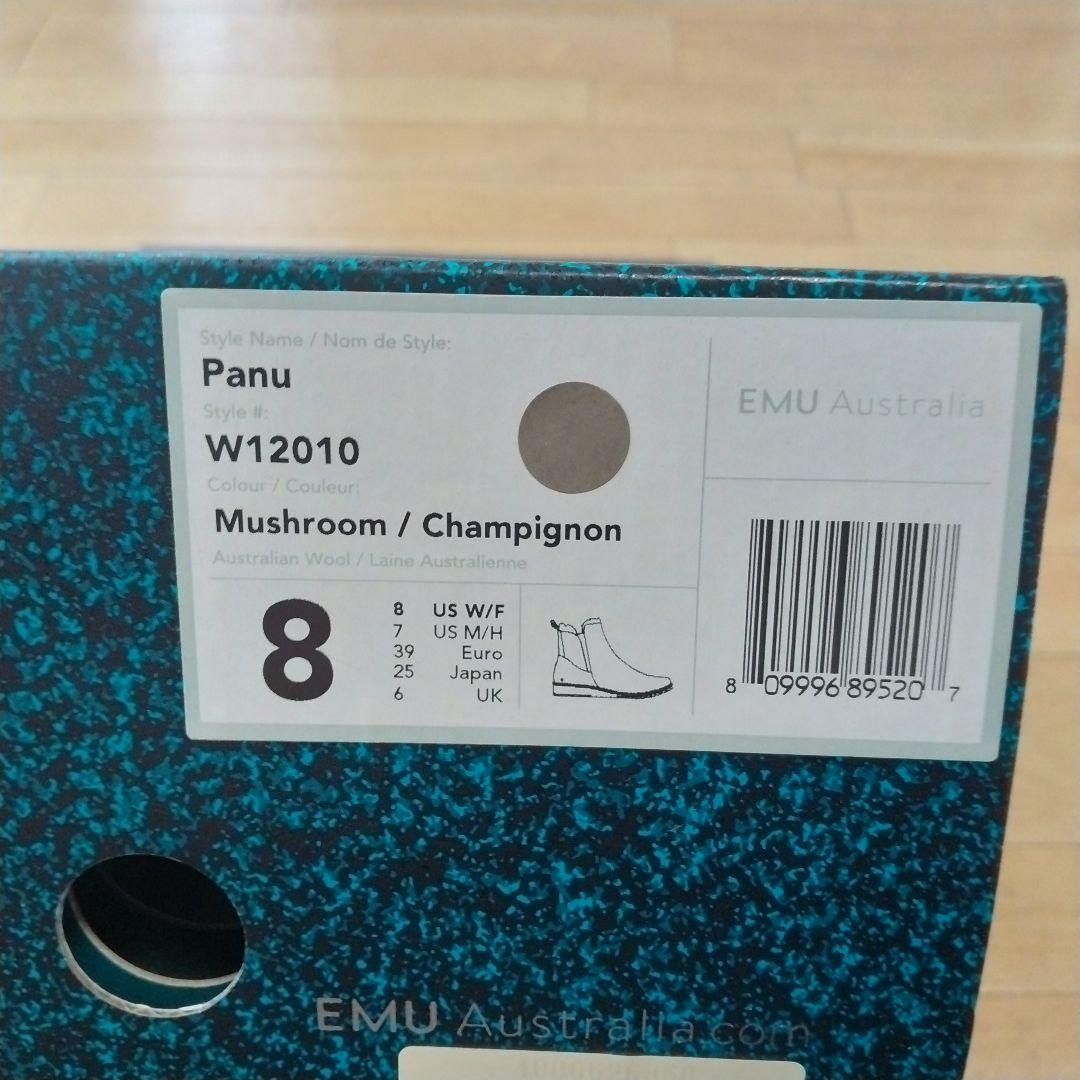 Style Name / Nom de Style:
Panu
Style #:
W12010
Colour / Couleur:
Mushroom / Champignon
Australian Wool / Laine Australienne
8
8 US W/F
7 US M/H
39 Euro
25 Japan
6 UK
EMU Australia
8 09996 89520 7
EMU Australia.com